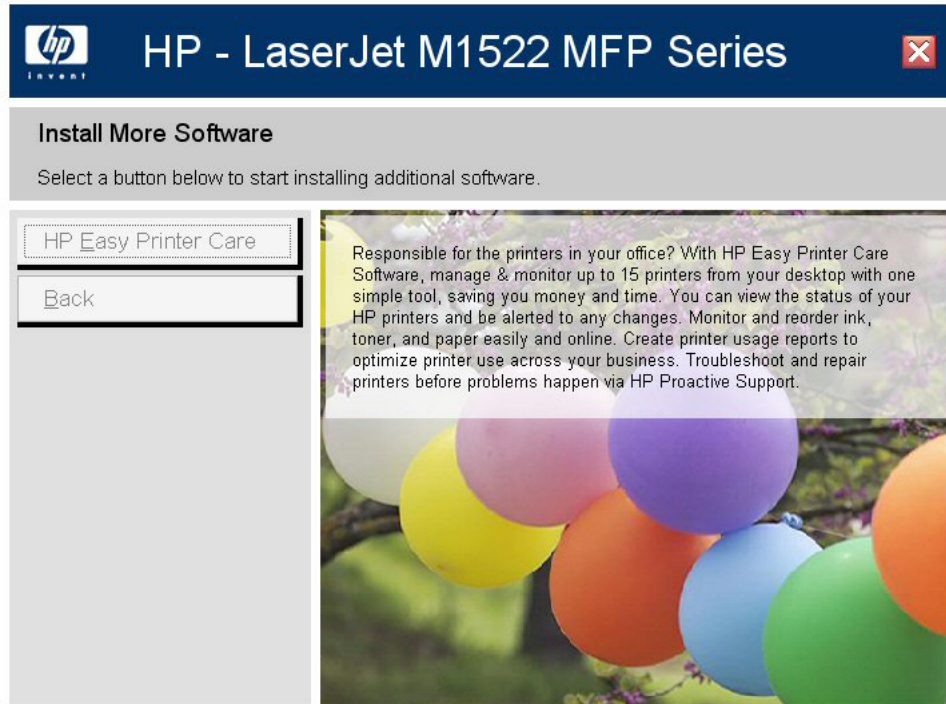 hp
invent
HP - LaserJet M1522 MFP Series
Install More Software
Select a button below to start installing additional software.
HP Easy Printer Care
Back
Responsible for the printers in your office? With HP Easy Printer Care
Software, manage & monitor up to 15 printers from your desktop with one
simple tool, saving you money and time. You can view the status of your
HP printers and be alerted to any changes. Monitor and reorder ink,
toner, and paper easily and online. Create printer usage reports to
optimize printer use across your business. Troubleshoot and repair
printers before problems happen via HP Proactive Support.